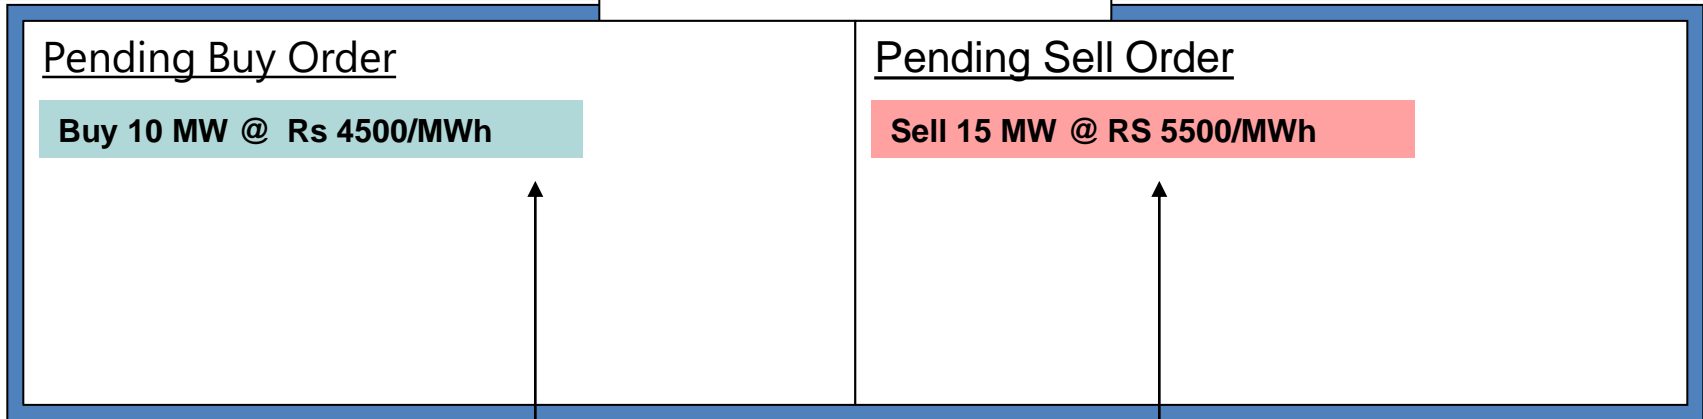 Pending Buy Order
Buy 10 MW @ Rs 4500/MWh
Pending Sell Order
Sell 15 MW @ RS 5500/MWh